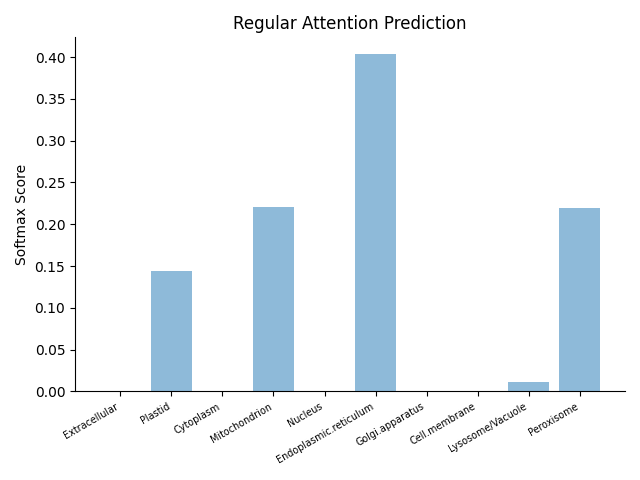 Regular Attention Prediction
Softmax Score
0.40
0.35
0.30
0.25
0.20
0.15
0.10
0.05
0.00
Extracellular
Plastid
Cytoplasm
Mitochondrion
Nucleus
Endoplasmic.reticulum
Golgi.apparatus
Cell.membrane
Lysosome/Vacuole
Peroxisome